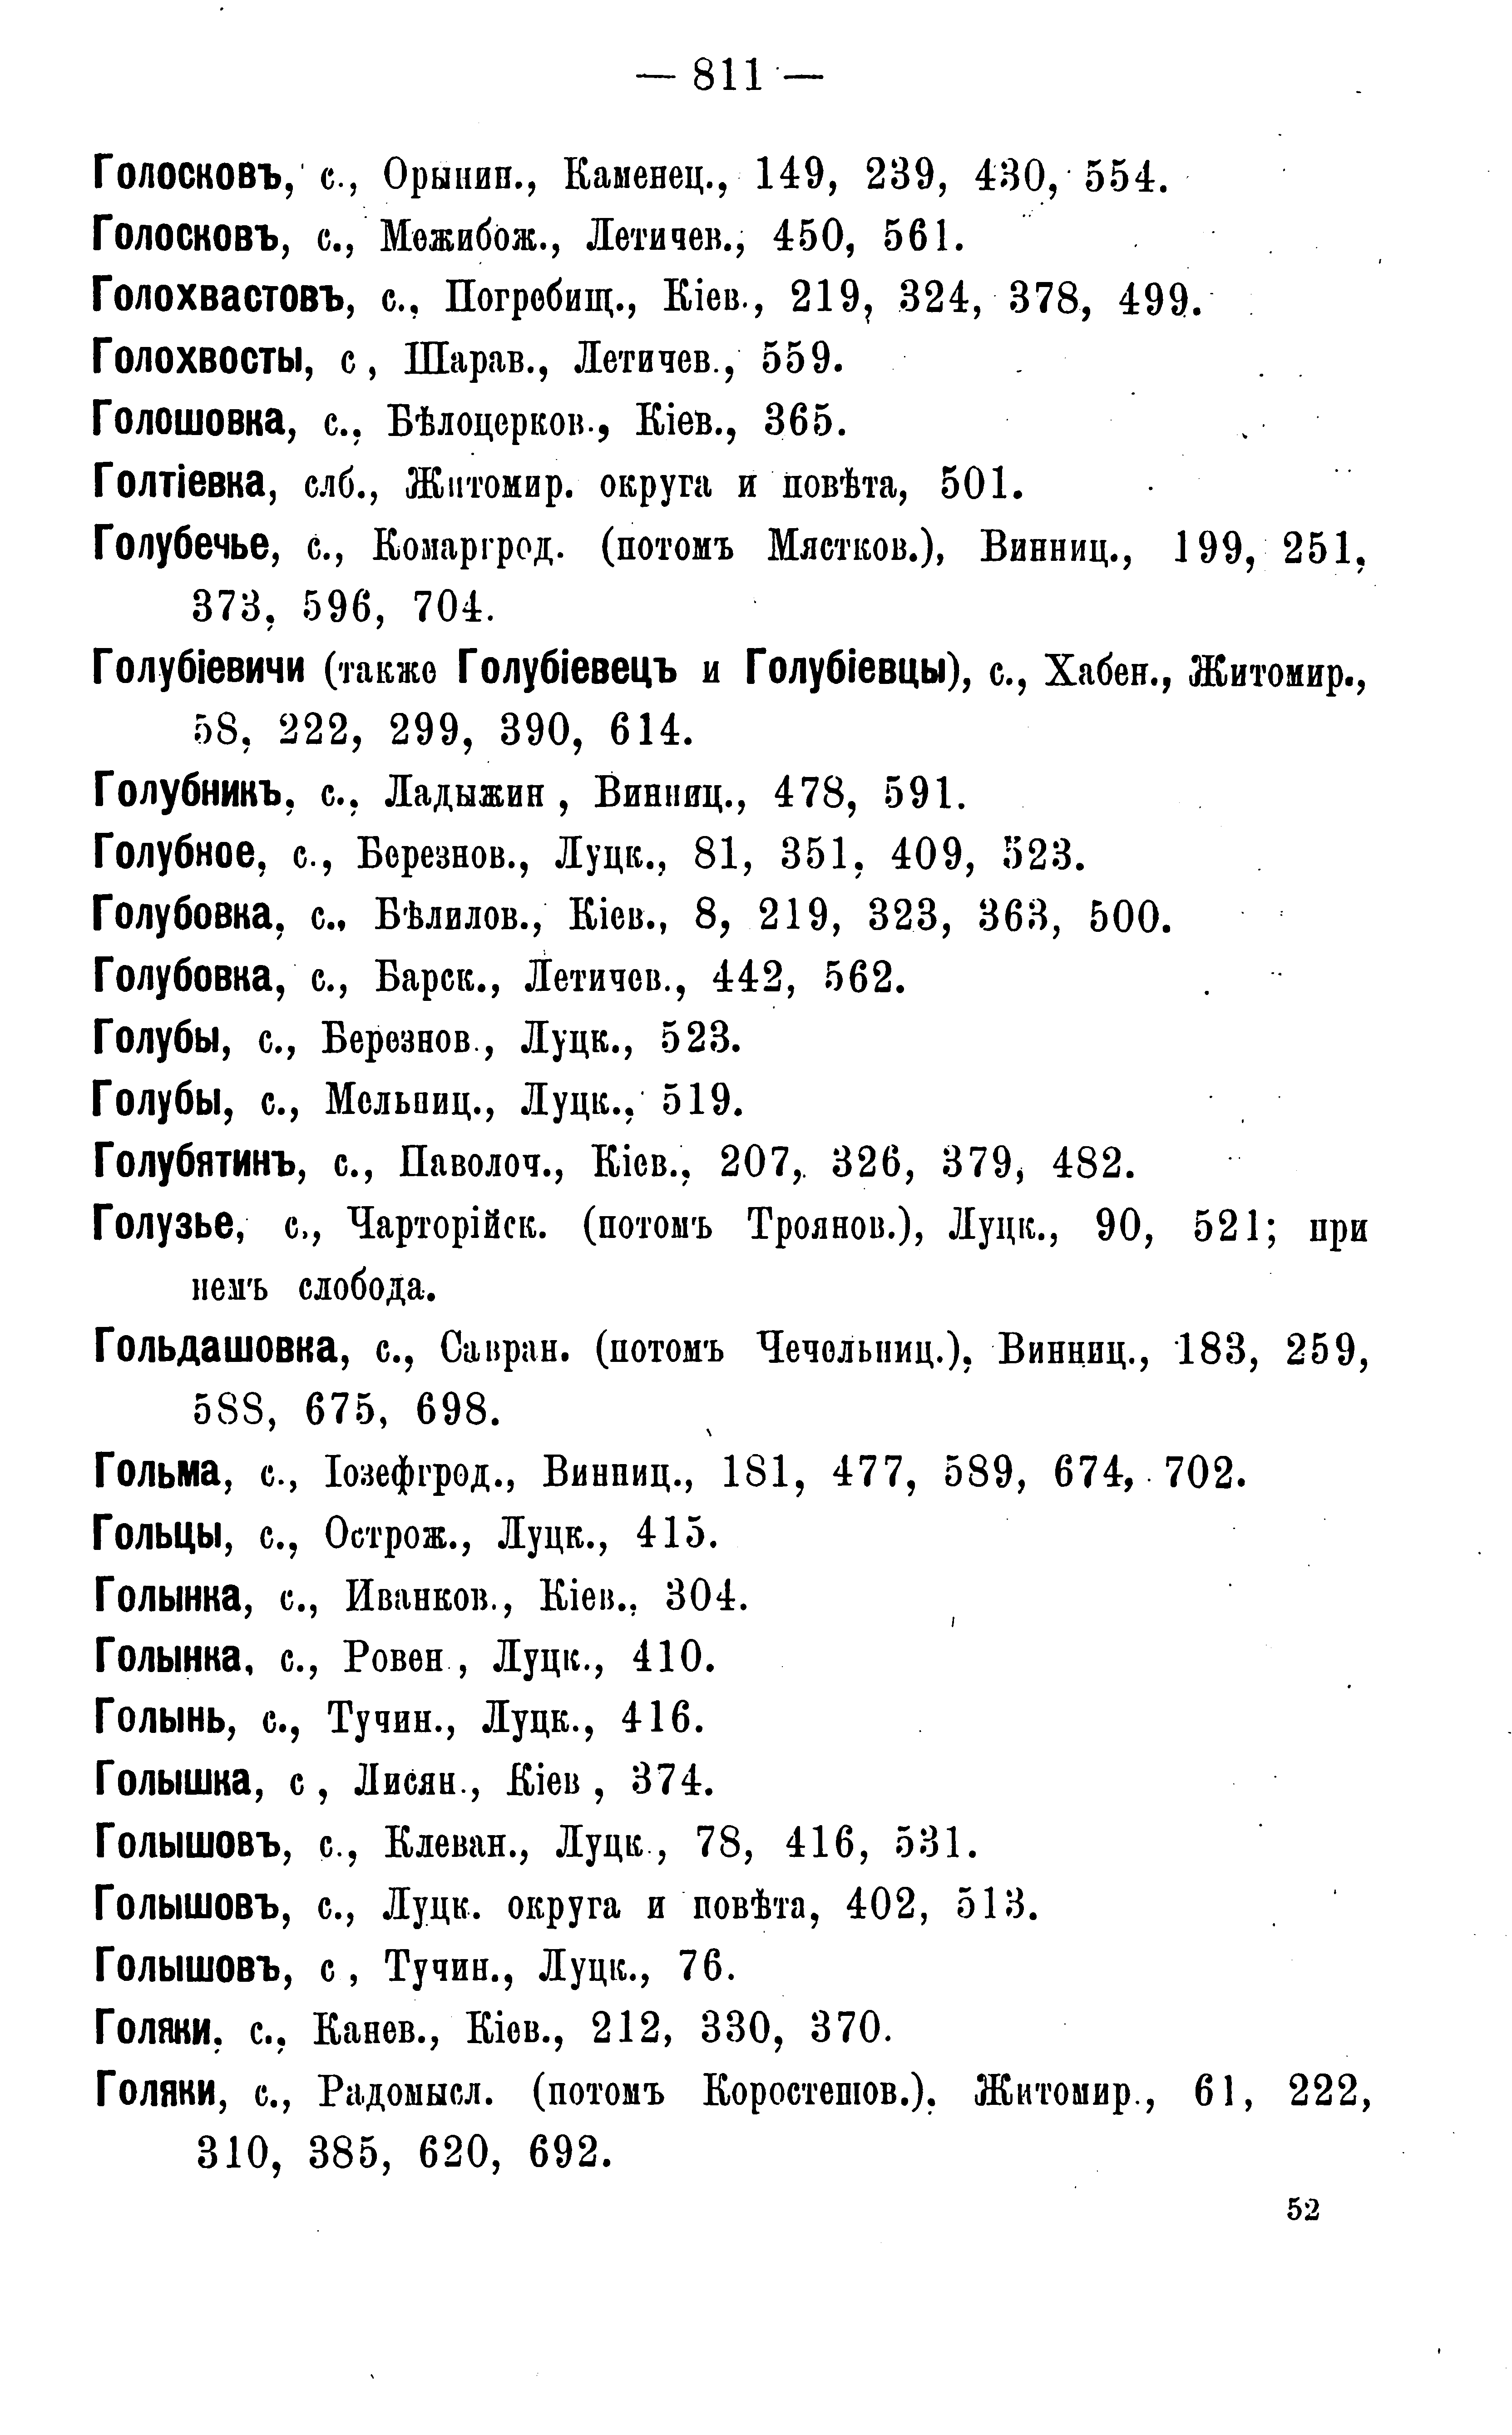 — 811 —
Голосковъ, с., Орынин., Каменец., 149, 239, 430, 554.
Голосковъ, с., Межибож., Летичев., 450, 561.
Голохвастовъ, с., Погребищ., Кіев., 219, 324, 378, 499.
Голохвосты, с , Шарав., Летичев., 559.
Голошовка, с., Бѣлоцерков., Кіев., 365.
Голтіевка, слб., Житомир. округа и повѣта, 501.
Голубечье, с., Комаргрод. (потомъ Мястков.), Винниц., 199, 251,
373, 596, 704.
Голубіевичи (также Голубіевецъ и Голубіевцы), с., Хабен., Житомир.,
58, 222, 299, 390, 614.
Голубникъ, с., Ладыжин , Винниц., 478, 591.
Голубное, с., Березнов., Луцк., 81, 351, 409, 523.
Голубовка, с., Бѣлилов., Кіев., 8, 219, 323, 363, 500.
Голубовка, с., Барск., Летичев., 442, 562.
Голубы, с., Березнов., Луцк., 523.
Голубы, с., Мельниц., Луцк., 519.
Голубятинъ, с., Паволоч., Кіев., 207, 326, 379, 482.
Голузье, с., Чарторійск. (потомъ Троянов.), Луцк., 90, 521; при
немъ слобода.
Гольдашовка, с., Савран. (потомъ Чечельниц.), Винниц., 183, 259,
588, 675, 698.
Гольма, с., Іозефгрод., Винниц., 181, 477, 589, 674, 702.
Гольцы, с., Острож., Луцк., 415.
Голынка, с., Иванков., Кіев., 304.
Голынка, с., Ровен , Луцк., 410.
Голынь, с., Тучин., Луцк., 416.
Голышка, с , Лисян., Кіев , 374.
Голышовъ, с., Клеван., Луцк., 78, 416, 531.
Голышовъ, с., Луцк. округа и повѣта, 402, 513.
Голышовъ, с , Тучин., Луцк., 76.
Голяки, с., Канев., Кіев., 212, 330, 370.
Голяки, с., Радомысл. (потомъ Коростешов.), Житомир., 61, 222,
310, 385, 620, 692.
52